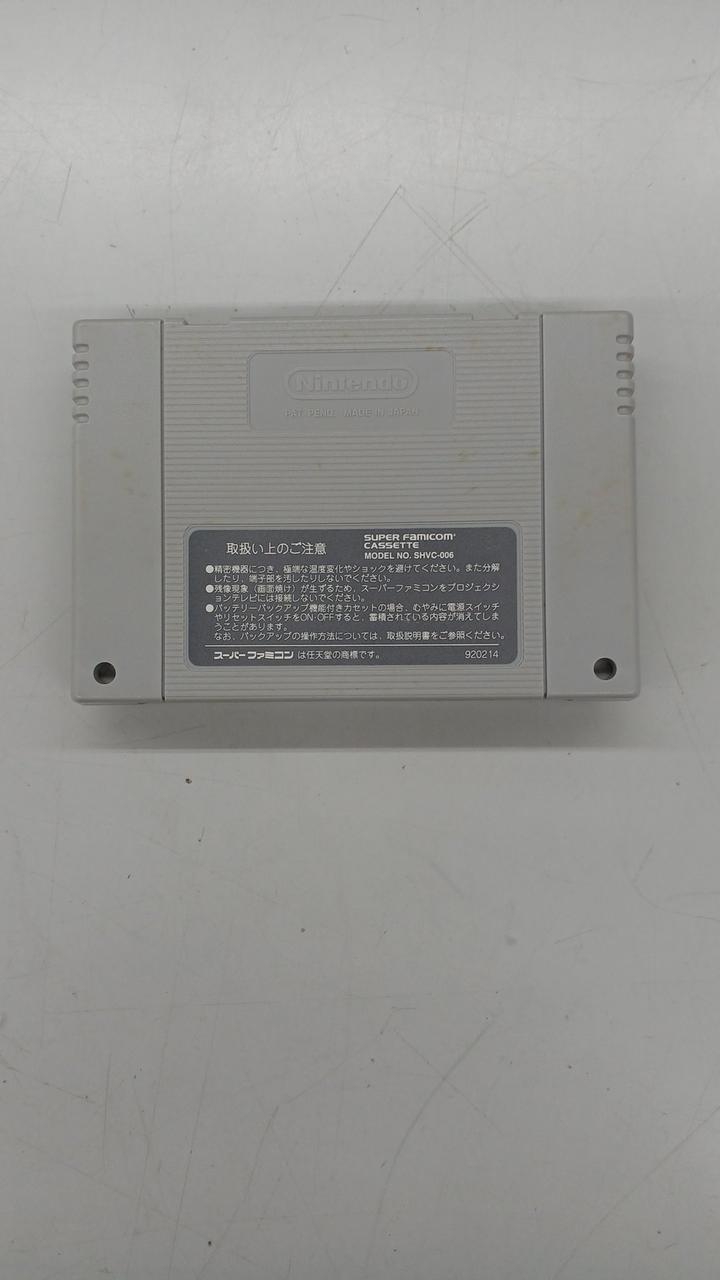 Nintendo
PAT. PEND. MADE IN JAPAN
取扱い上のご注意
SUPER FAMICOM
CASSETTE
MODEL NO. SHVC-006
●精密機器につき、極端な温度変化やショックを避けてください。また分解
したり、端子部を汚したりしないでください。
●残像現象（画面焼け）が生ずるため、スーパーファミコンをプロジェクシ
ョンテレビには接続しないでください。
●バッテリーバックアップ機能付きカセットの場合、むやみに電源スイッチ
やリセットスイッチをON·OFFすると、蓄積されている内容が消えてしま
うことがあります。
なお、バックアップの操作方法については、取扱説明書をご参照ください。
スーパーファミコン は任天堂の商標です。
920214